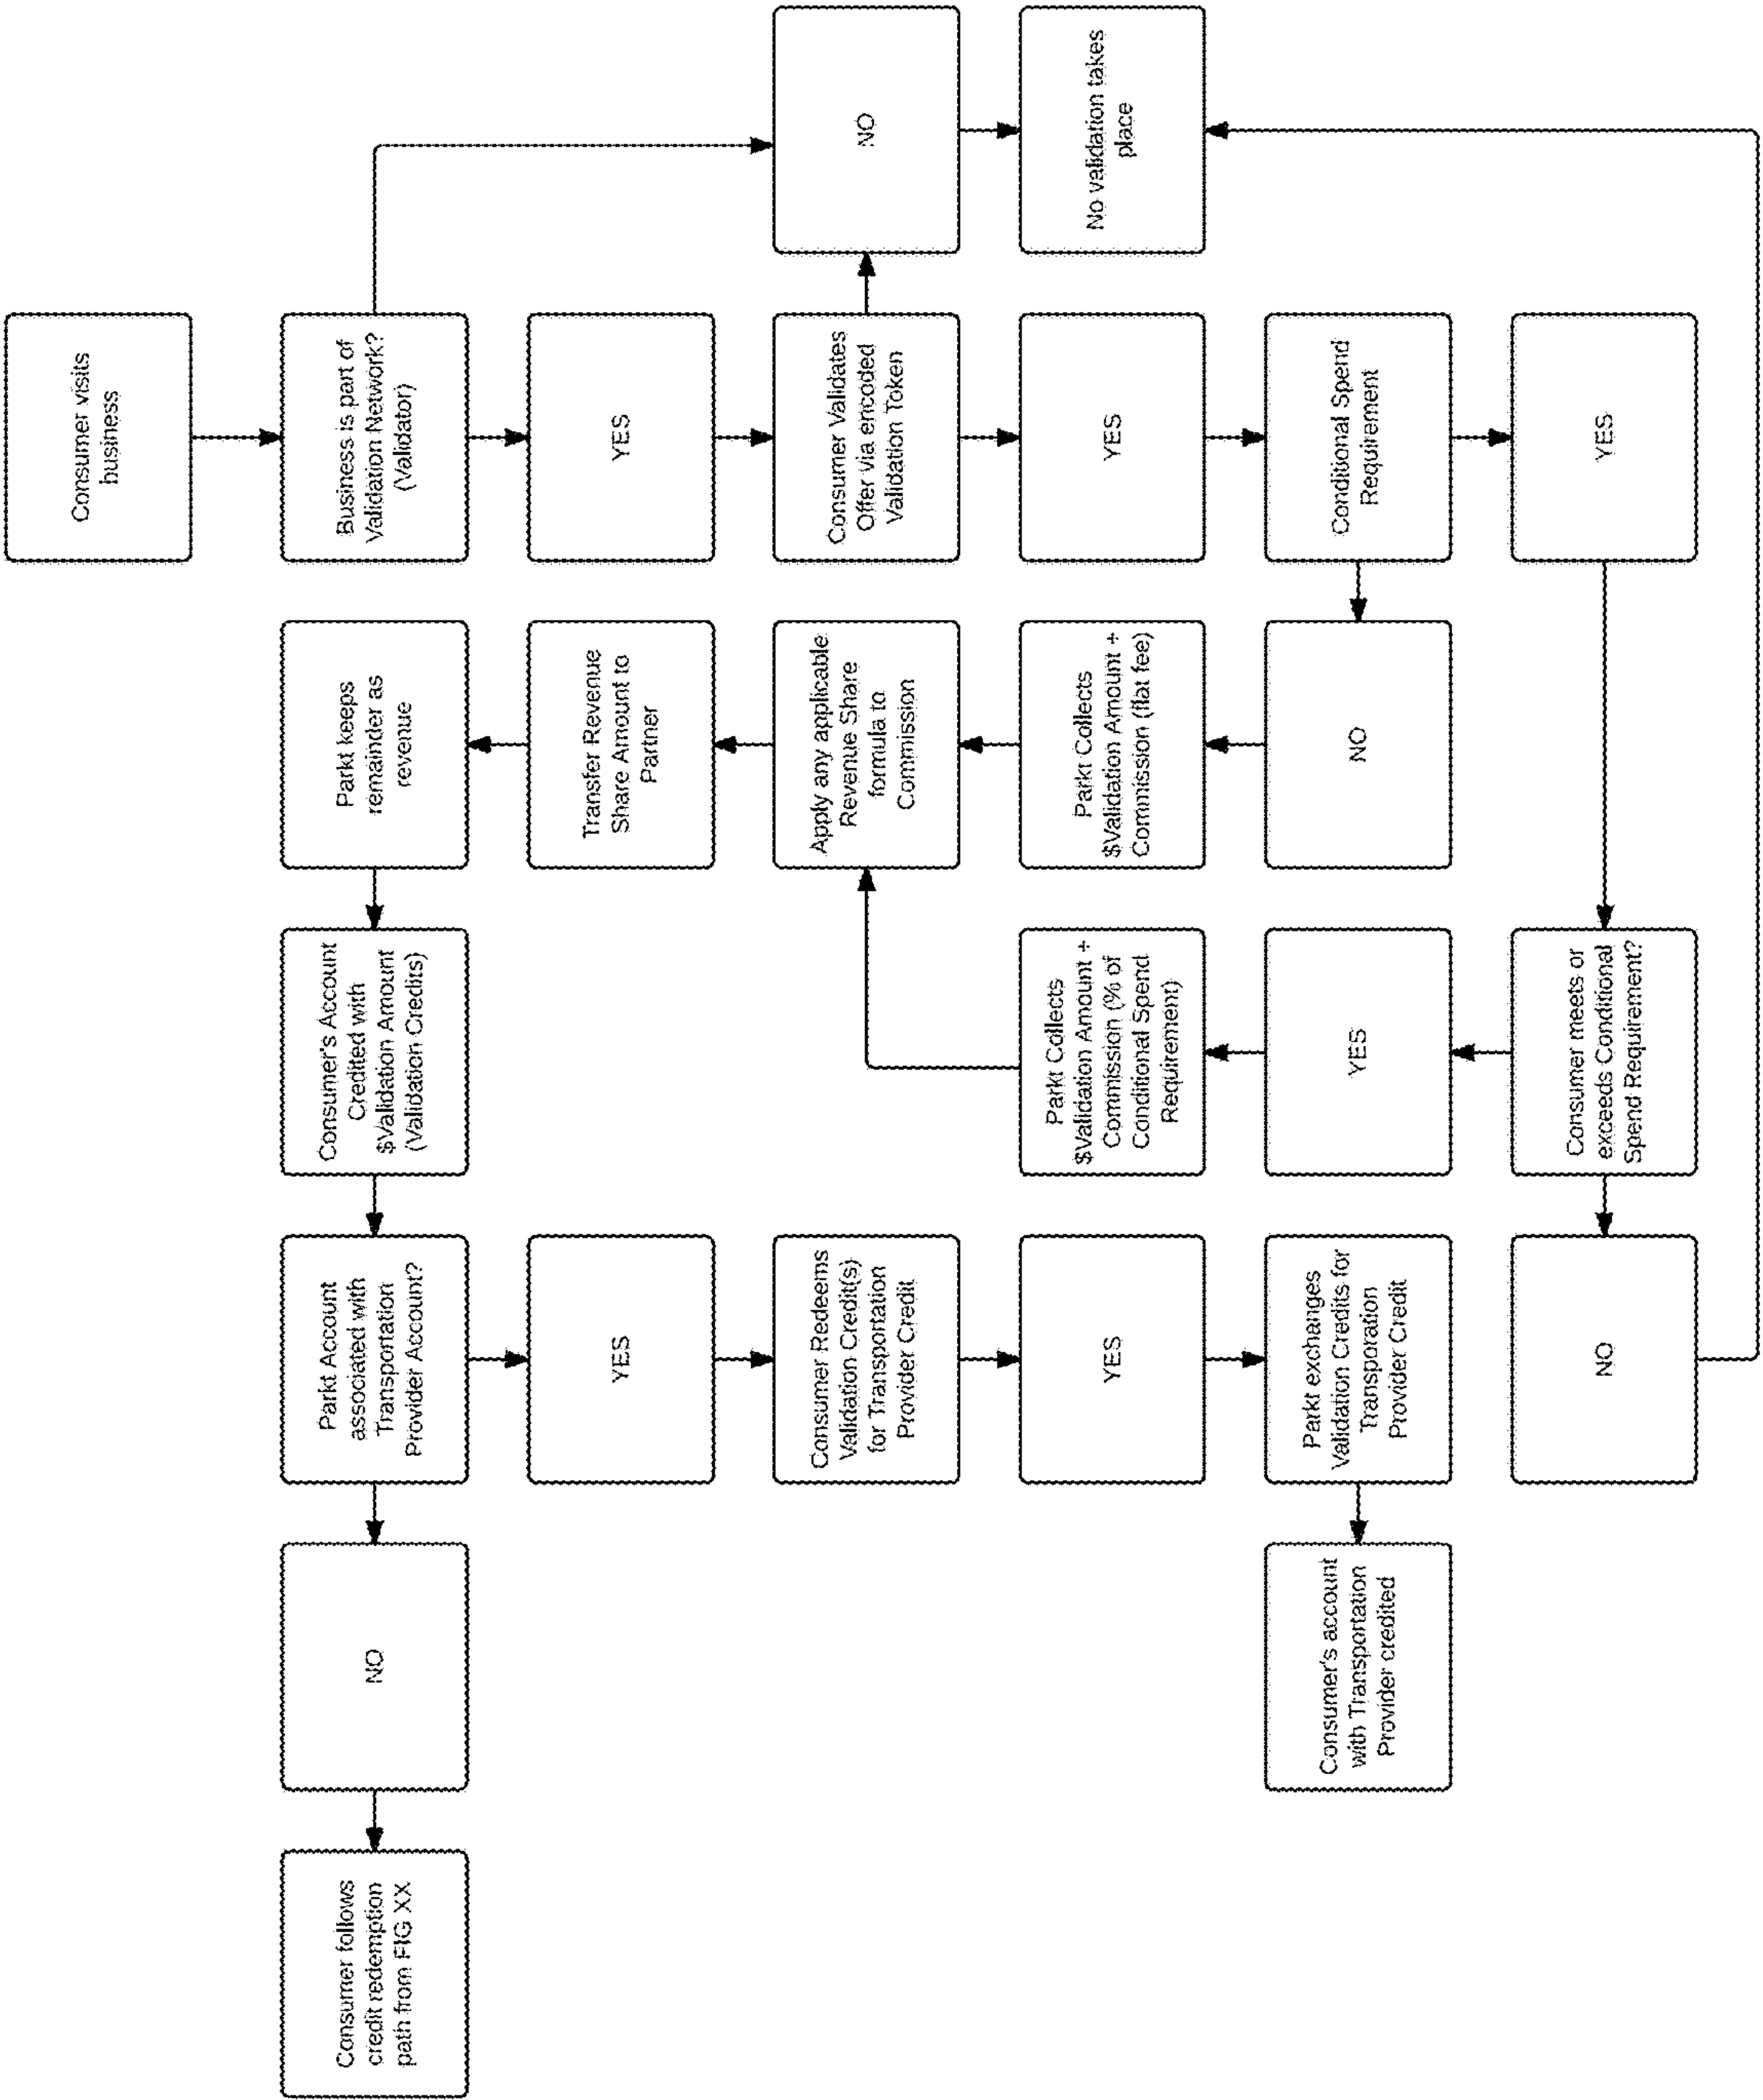 Consumer visits
business
Consumer follows
credit redemption
path from FIG XX
NO
Parkt Account
associated with
Transportation
Provider Account?
Consumer's Account
Credited with
$Validation Amount
(Validation Credits)
Parkt keeps
remainder as
revenue
Business is part of
Validation Network?
(Validator)
YES
Transfer Revenue
Share Amount to
Partner
YES
Consumer Redeems
Validation Credit(s)
for Transportation
Provider Credit
Apply any applicable
Revenue Share
formula to
Commission
Consumer Validates
Offer via encoded
Validation Token
NO
YES
Parkt Collects
$Validation Amount +
Commission (% of
Conditional Spend
Requirement)
Parkt Collects
$Validation Amount +
Commission (flat fee)
YES
No validation takes
place
Consumer's account
with Transportation
Provider credited
Parkt exchanges
Validation Credits for
Transporation
Provider Credit
YES
NO
Conditional Spend
Requirement
NO
Consumer meets or
exceeds Conditional
Spend Requirement?
YES